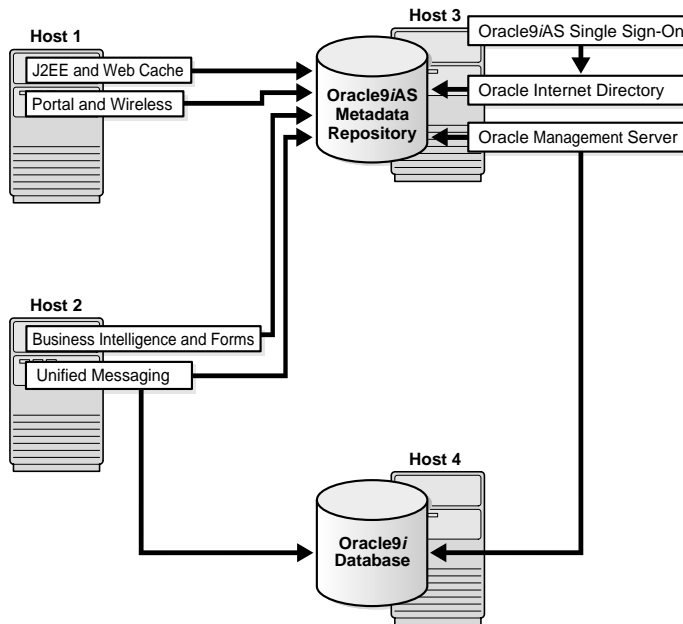 Host 1
J2EE and Web Cache
Portal and Wireless
Host 3
Oracle9iAS
Metadata
Repository
Oracle9iAS Single Sign-On
Oracle Internet Directory
Oracle Management Server
Host 2
Business Intelligence and Forms
Unified Messaging
Host 4
Oracle9i
Database